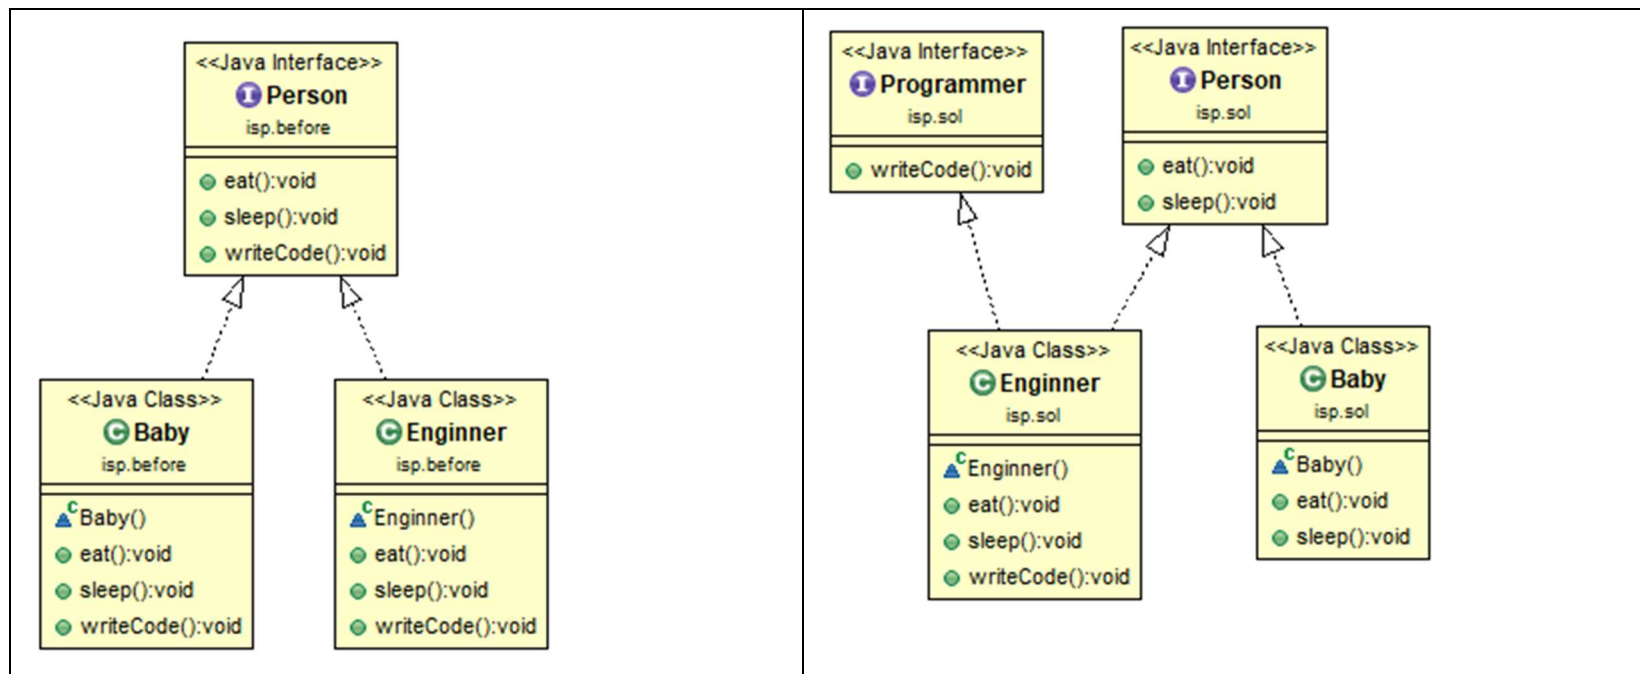 <<Java Interface>>
I Person
isp.before
eat():void
sleep():void
writeCode():void
<<Java Class>>
C Baby
isp.before
C Baby()
eat():void
sleep():void
writeCode():void
<<Java Class>>
C Enginner
isp.before
C Enginner()
eat():void
sleep():void
writeCode():void
<<Java Interface>>
I Programmer
isp.sol
writeCode():void
<<Java Interface>>
I Person
isp.sol
eat():void
sleep():void
<<Java Class>>
C Enginner
isp.sol
C Enginner()
eat():void
sleep():void
writeCode():void
<<Java Class>>
C Baby
isp.sol
C Baby()
eat():void
sleep():void